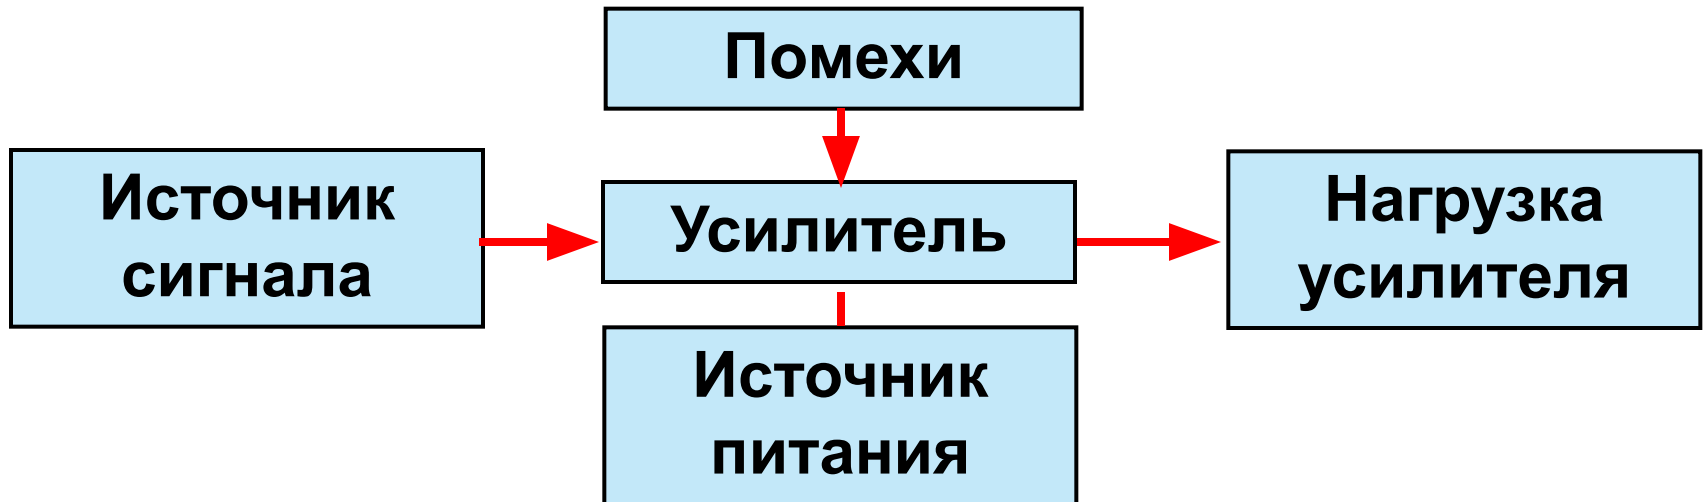 Помехи
Источник
сигнала
Усилитель
Нагрузка
усилителя
Источник
питания